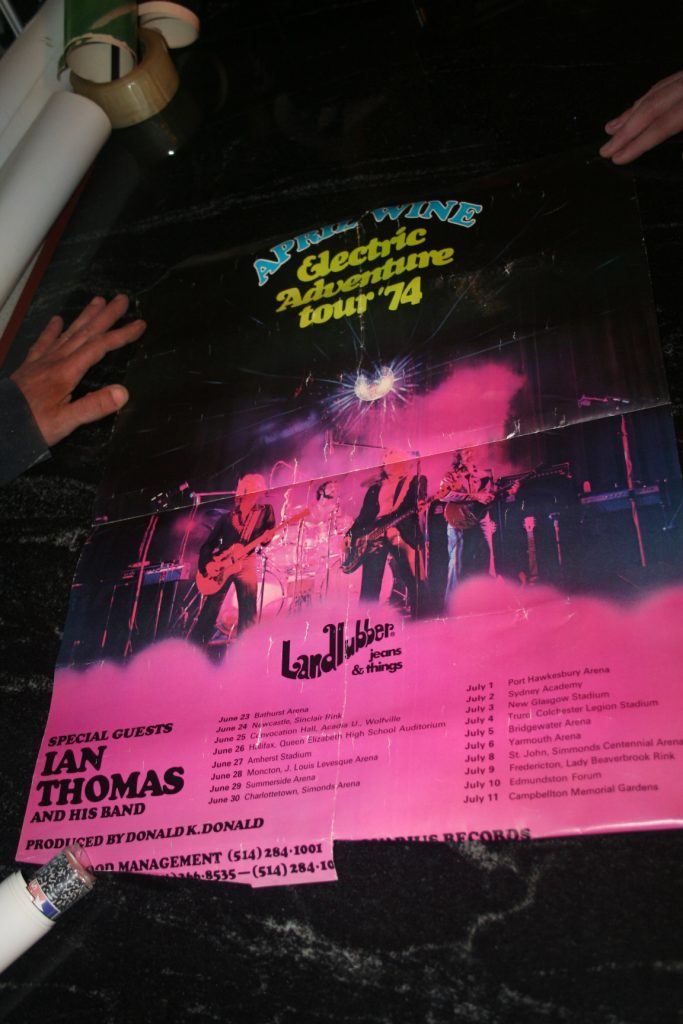 APRIL WINE
Electric
Adventure
tour '74
Landlubber®
jeans
& things
SPECIAL GUESTS
IAN
THOMAS
AND HIS BAND
PRODUCED BY DONALD K. DONALD
OOD MANAGEMENT (514) 284-1001
266-8535—(514) 284-10
June 23 Bathurst Arena
June 24 Newcastle, Sinclair Rink
June 25 Convocation Hall, Acadia U., Wolfville
June 26 Halifax, Queen Elizabeth High School Auditorium
June 27 Amherst Stadium
June 28 Moncton, J. Louis Levesque Arena
June 29 Summerside Arena
June 30 Charlottetown, Simonds Arena
July 1 Port Hawkesbury Arena
July 2 Sydney Academy
July 3 New Glasgow Stadium
July 4 Truro, Colchester Legion Stadium
July 5 Bridgewater Arena
July 6 Yarmouth Arena
July 8 St. John, Simmonds Centennial Arena
July 9 Fredericton, Lady Beaverbrook Rink
July 10 Edmundston Forum
July 11 Campbellton Memorial Gardens
AQUARIUS RECORDS